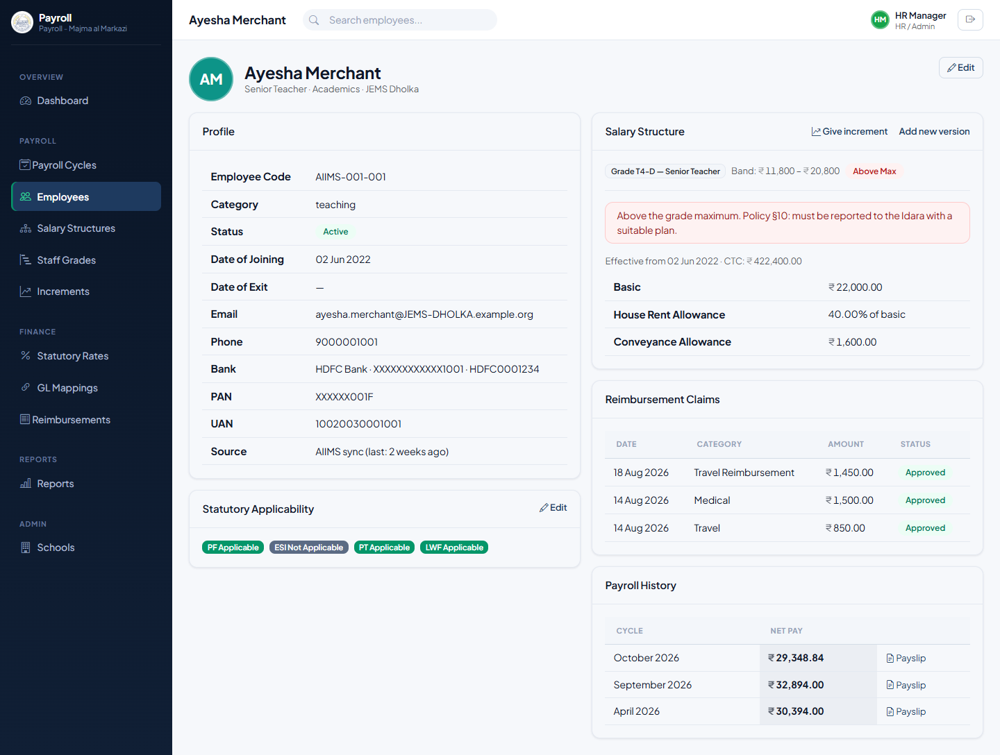 Payroll
Payroll - Majma al Markazi
OVERVIEW
Dashboard
PAYROLL
Payroll Cycles
Employees
Salary Structures
Staff Grades
Increments
FINANCE
Statutory Rates
GL Mappings
Reimbursements
REPORTS
Reports
ADMIN
Schools
Ayesha Merchant
Search employees...
HM
HR Manager
HR / Admin
AM
Ayesha Merchant
Senior Teacher · Academics · JEMS Dholka
Edit
Profile
Employee Code AIIMS-001-001
Category teaching
Status Active
Date of Joining 02 Jun 2022
Date of Exit —
Email ayesha.merchant@JEMS-DHOLKA.example.org
Phone 9000001001
Bank HDFC Bank · XXXXXXXXXXXX1001 · HDFC0001234
PAN XXXXXX001F
UAN 10020030001001
Source AIIMS sync (last: 2 weeks ago)
Statutory Applicability Edit
PF Applicable ESI Not Applicable PT Applicable LWF Applicable
Salary Structure Give increment Add new version
Grade T4-D — Senior Teacher Band: ₹ 11,800 – ₹ 20,800 Above Max
Above the grade maximum. Policy §10: must be reported to the Idara with a
suitable plan.
Effective from 02 Jun 2022 · CTC: ₹ 422,400.00
Basic ₹ 22,000.00
House Rent Allowance 40.00% of basic
Conveyance Allowance ₹ 1,600.00
Reimbursement Claims
DATE CATEGORY AMOUNT STATUS
18 Aug 2026 Travel Reimbursement ₹ 1,450.00 Approved
14 Aug 2026 Medical ₹ 1,500.00 Approved
14 Aug 2026 Travel ₹ 850.00 Approved
Payroll History
CYCLE NET PAY
October 2026 ₹ 29,348.84 Payslip
September 2026 ₹ 32,894.00 Payslip
April 2026 ₹ 30,394.00 Payslip